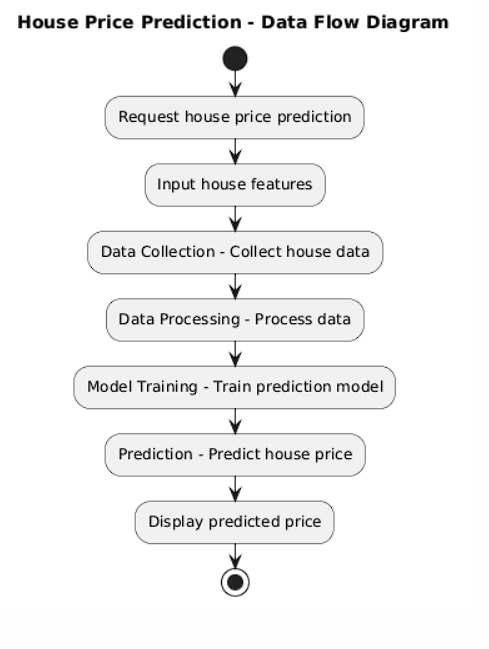 House Price Prediction - Data Flow Diagram
Request house price prediction
Input house features
Data Collection - Collect house data
Data Processing - Process data
Model Training - Train prediction model
Prediction - Predict house price
Display predicted price